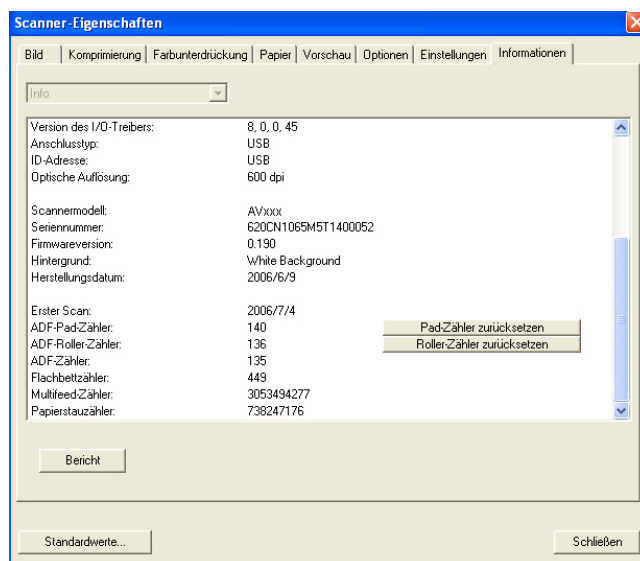 Scanner-Eigenschaften
Bild Komprimierung Farbunterdrückung Papier Vorschau Optionen Einstellungen Informationen
Info
Version des I/O-Treibers: 8, 0, 0, 45
Anschlusstyp: USB
ID-Adresse: USB
Optische Auflösung: 600 dpi
Scannermodell: AVxxx
Seriennummer: 620CN1065M5T1400052
Firmwareversion: 0.190
Hintergrund: White Background
Herstellungsdatum: 2006/6/9
Erster Scan: 2006/7/4
ADF-Pad-Zähler: 140 Pad-Zähler zurücksetzen
ADF-Roller-Zähler: 136 Roller-Zähler zurücksetzen
ADF-Zähler: 135
Flachbettzähler: 449
Multifeed-Zähler: 3053494277
Papierstauzähler: 738247176
Bericht
Standardwerte... Schließen